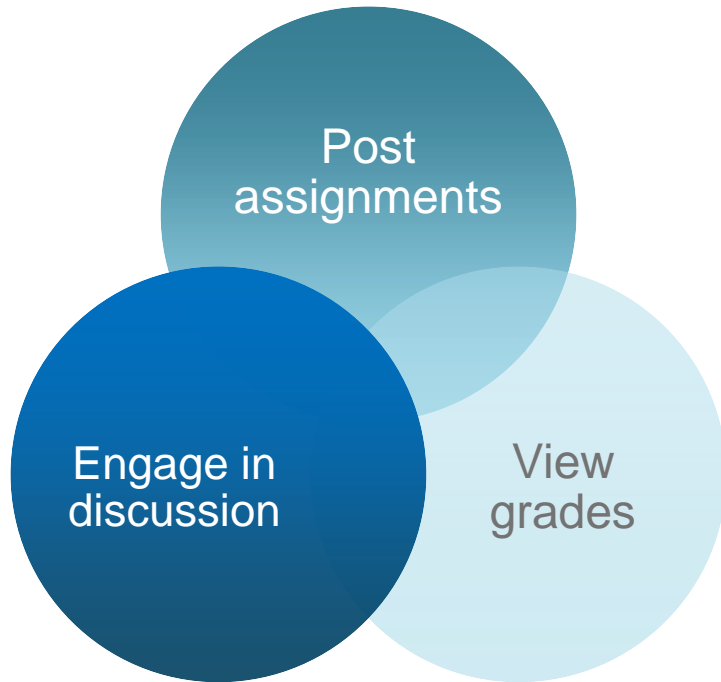 Post
assignments
Engage in
discussion
View
grades